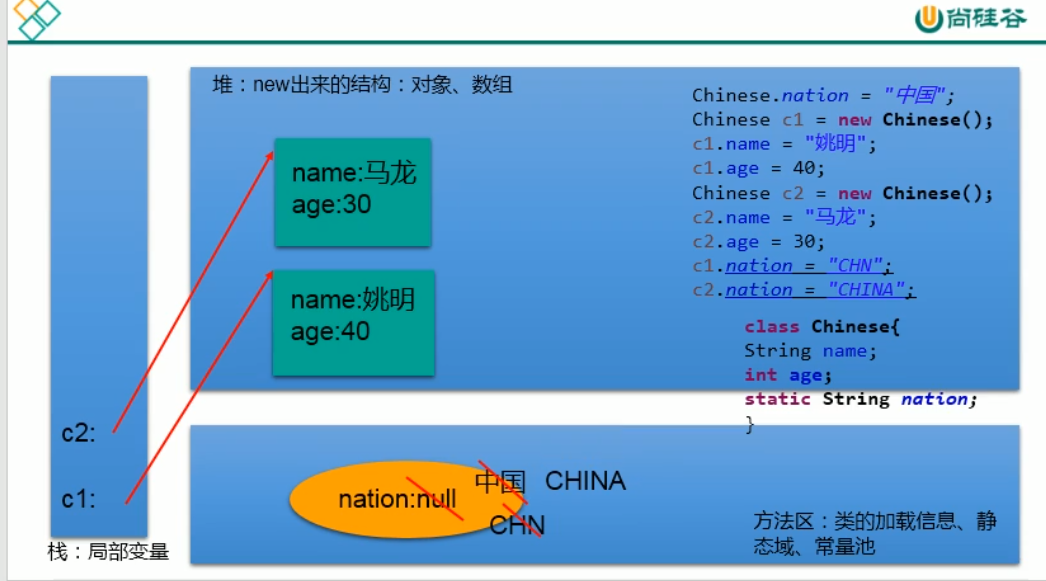 尚硅谷
堆：new出来的结构：对象、数组
Chinese.nation = "中国";
Chinese c1 = new Chinese();
c1.name = "姚明";
c1.age = 40;
Chinese c2 = new Chinese();
c2.name = "马龙";
c2.age = 30;
c1.nation = "CHN";
c2.nation = "CHINA";
class Chinese{
String name;
int age;
static String nation;
}
name:马龙
age:30
name:姚明
age:40
c2:
c1:
栈：局部变量
nation:null
中国 CHINA
CHN
方法区：类的加载信息、静
态域、常量池